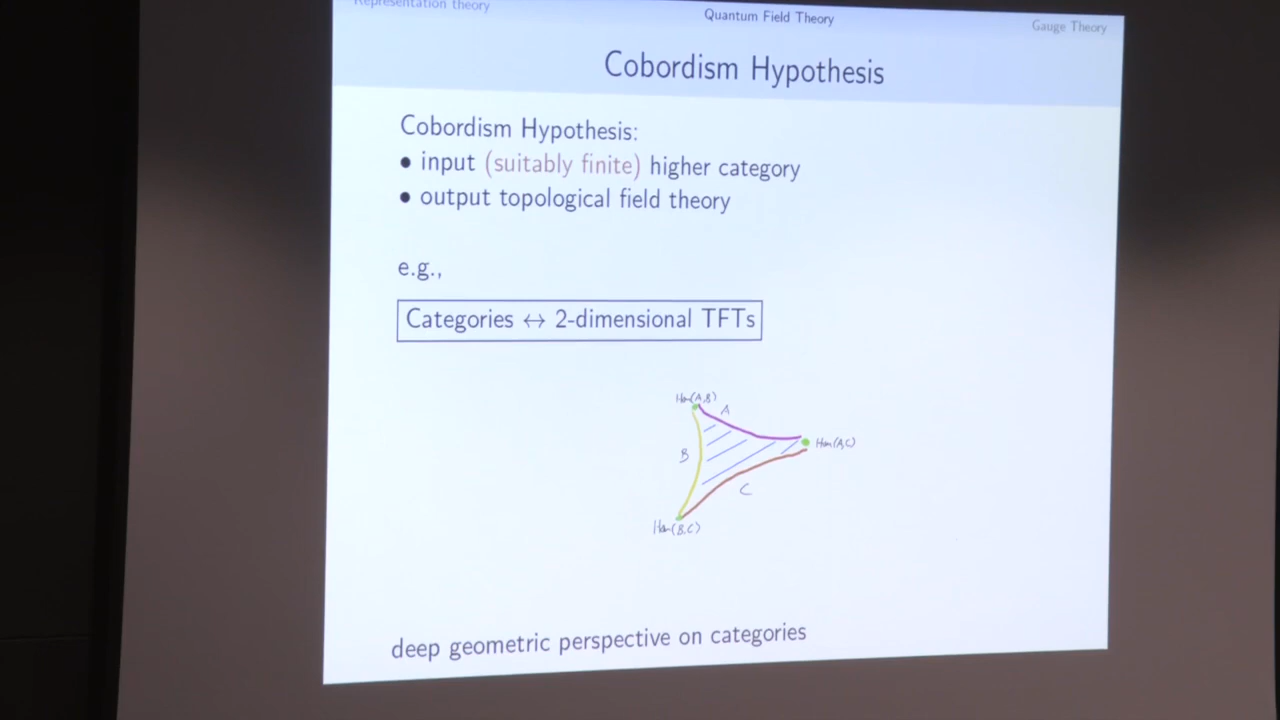 Representation theory
Quantum Field Theory
Gauge Theory
Cobordism Hypothesis
Cobordism Hypothesis:
• input (suitably finite) higher category
• output topological field theory
e.g.,
Categories ↔ 2-dimensional TFTs
Hom(A,B)
A
Hom(A,C)
B
C
Hom(B,C)
deep geometric perspective on categories